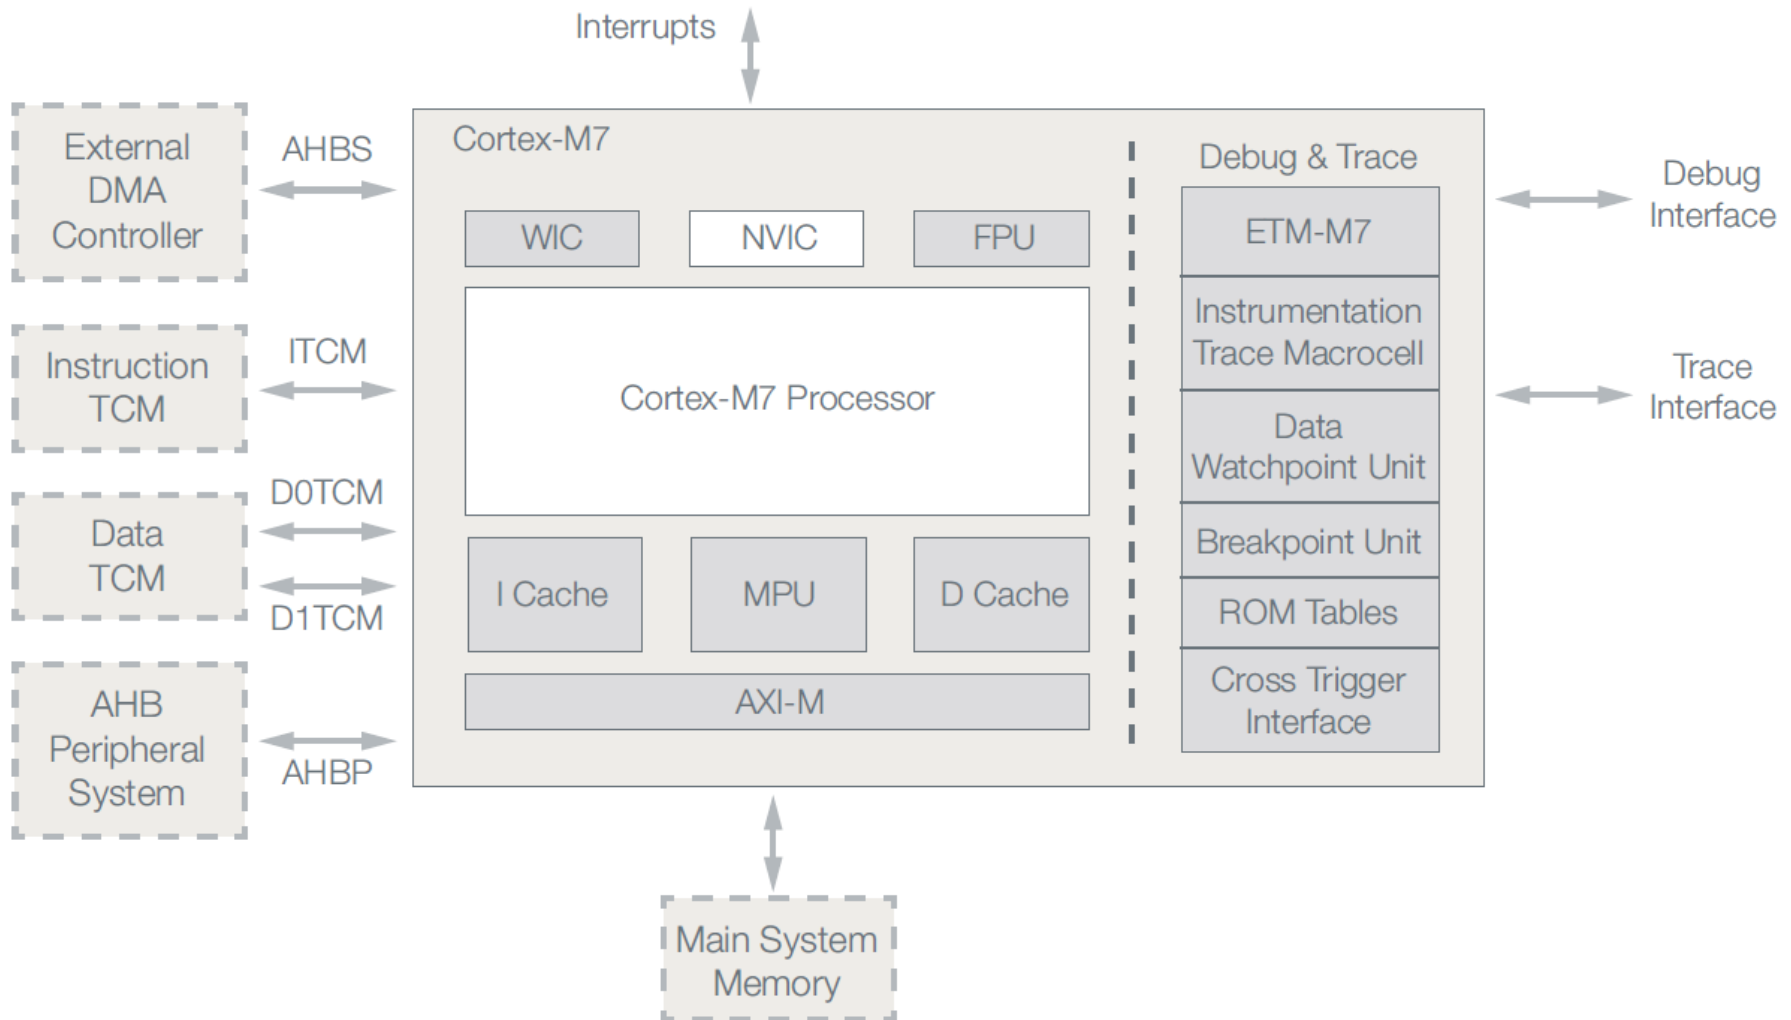 Interrupts
External
DMA
Controller
AHBS
Instruction
TCM
ITCM
Data
TCM
D0TCM
D1TCM
AHB
Peripheral
System
AHBP
Cortex-M7
WIC
NVIC
FPU
Cortex-M7 Processor
I Cache
MPU
D Cache
AXI-M
Debug & Trace
ETM-M7
Instrumentation
Trace Macrocell
Data
Watchpoint Unit
Breakpoint Unit
ROM Tables
Cross Trigger
Interface
Debug
Interface
Trace
Interface
Main System
Memory